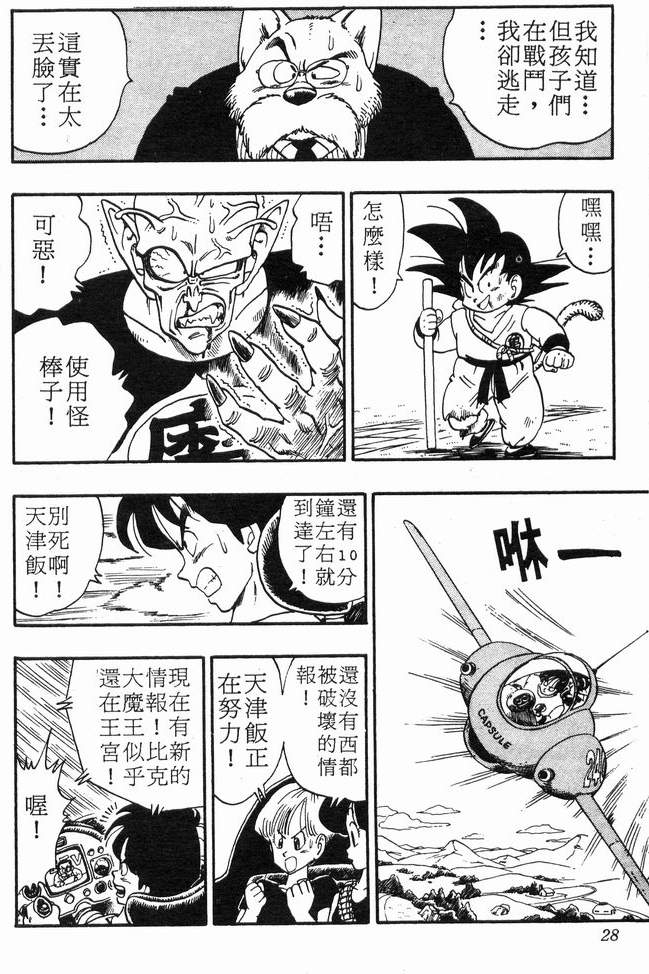 我知道…
但孩子們
在戰鬥，
我卻逃走
…
這實在太
丟臉了…
嘿嘿…
怎麼樣！
唔…
可惡！
使用怪
棒子！
魔
咻一
CAPSULE
還有10分
鐘左右就
到達了！
別死啊！
天津飯！
還沒有西都
被破壞的情
報！
天津飯正
在努力！
現在有新的
情報！比克
大魔王似乎
還在王宮！
喔！
28